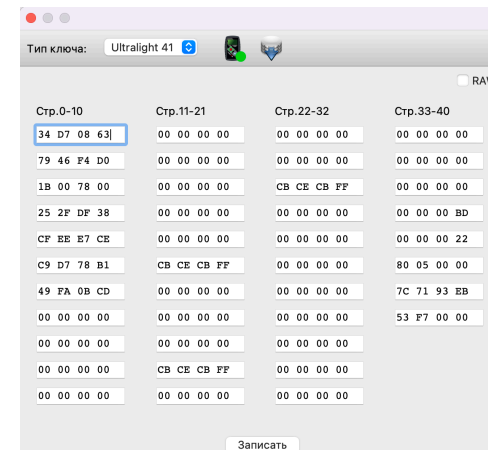 Тип ключа: Ultralight 41
RA
Стр.0-10 Стр.11-21 Стр.22-32 Стр.33-40
34 D7 08 63 00 00 00 00 00 00 00 00 00 00 00 00
79 46 F4 D0 00 00 00 00 00 00 00 00 00 00 00 00
1B 00 78 00 00 00 00 00 CB CE CB FF 00 00 00 00
25 2F DF 38 00 00 00 00 00 00 00 00 00 00 00 BD
CF EE E7 CE 00 00 00 00 00 00 00 00 00 00 00 22
C9 D7 78 B1 CB CE CB FF 00 00 00 00 80 05 00 00
49 FA 0B CD 00 00 00 00 00 00 00 00 7C 71 93 EB
00 00 00 00 00 00 00 00 00 00 00 00 53 F7 00 00
00 00 00 00 00 00 00 00 00 00 00 00
00 00 00 00 CB CE CB FF 00 00 00 00
00 00 00 00 00 00 00 00 00 00 00 00
Записать